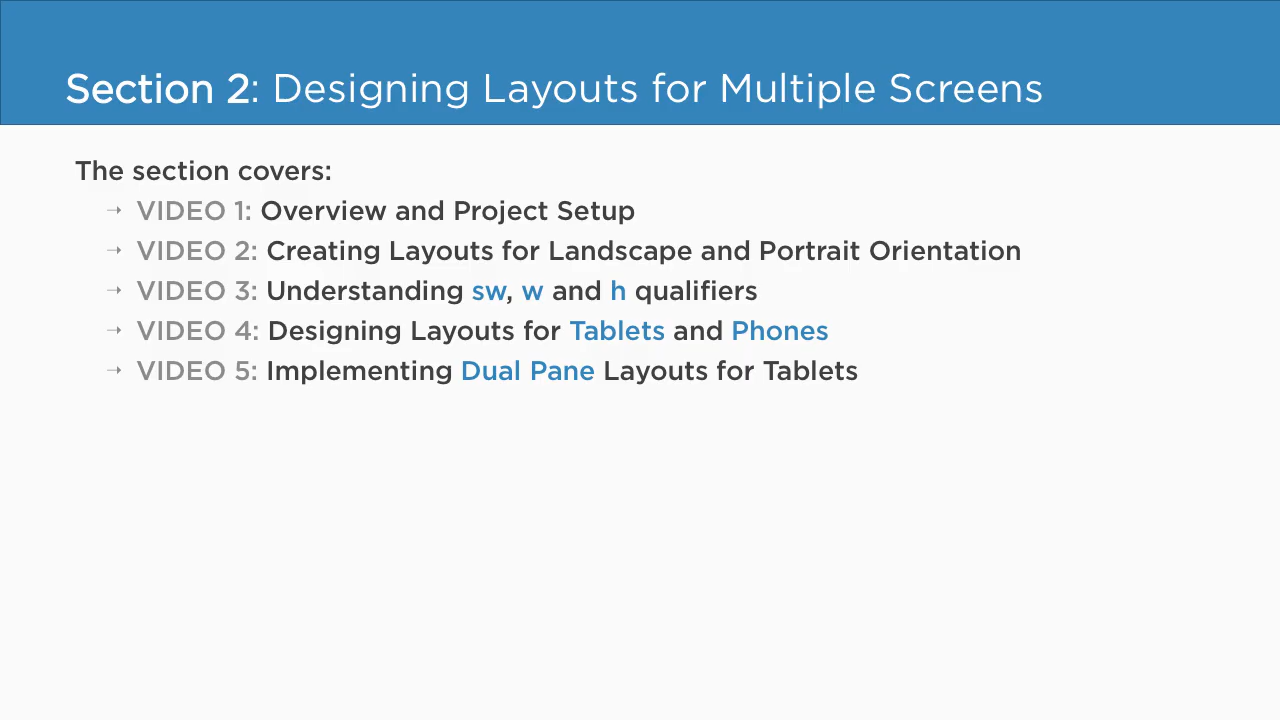 Section 2: Designing Layouts for Multiple Screens
The section covers:
→ VIDEO 1: Overview and Project Setup
→ VIDEO 2: Creating Layouts for Landscape and Portrait Orientation
→ VIDEO 3: Understanding sw, w and h qualifiers
→ VIDEO 4: Designing Layouts for Tablets and Phones
→ VIDEO 5: Implementing Dual Pane Layouts for Tablets